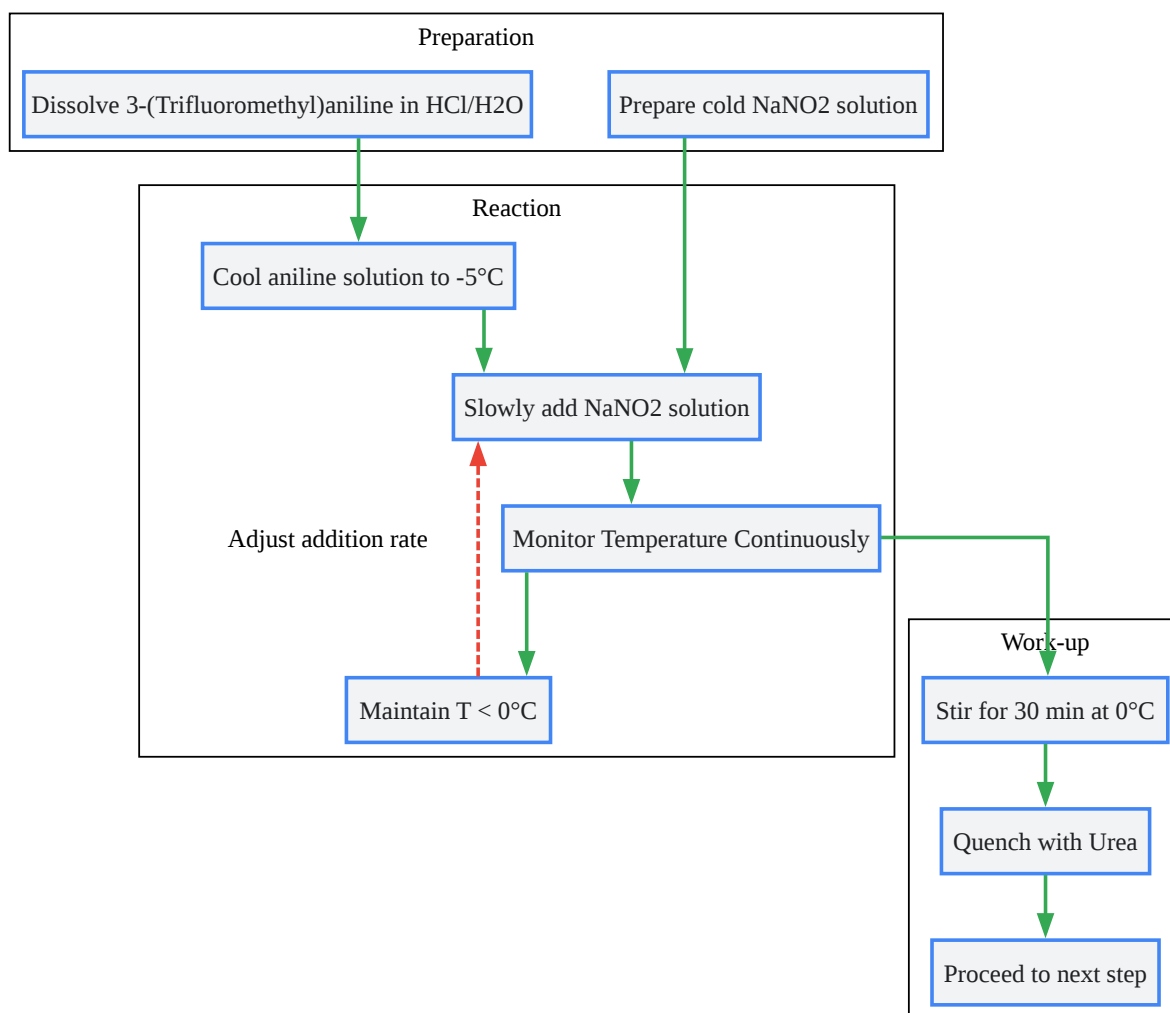 Preparation
Dissolve 3-(Trifluoromethyl)aniline in HCl/H2O
Prepare cold NaNO2 solution
Reaction
Cool aniline solution to -5°C
Slowly add NaNO2 solution
Monitor Temperature Continuously
Adjust addition rate
Maintain T < 0°C
Work-up
Stir for 30 min at 0°C
Quench with Urea
Proceed to next step